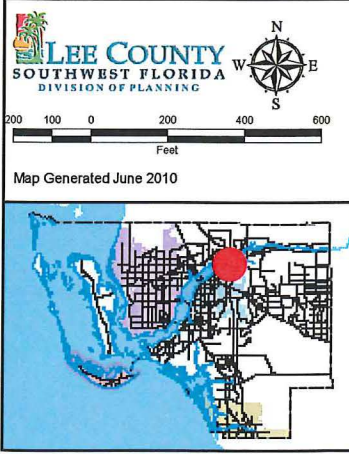 LEE COUNTY
SOUTHWEST FLORIDA
DIVISION OF PLANNING
N
W E
S
200 100 0 200 400 600
Feet
Map Generated June 2010